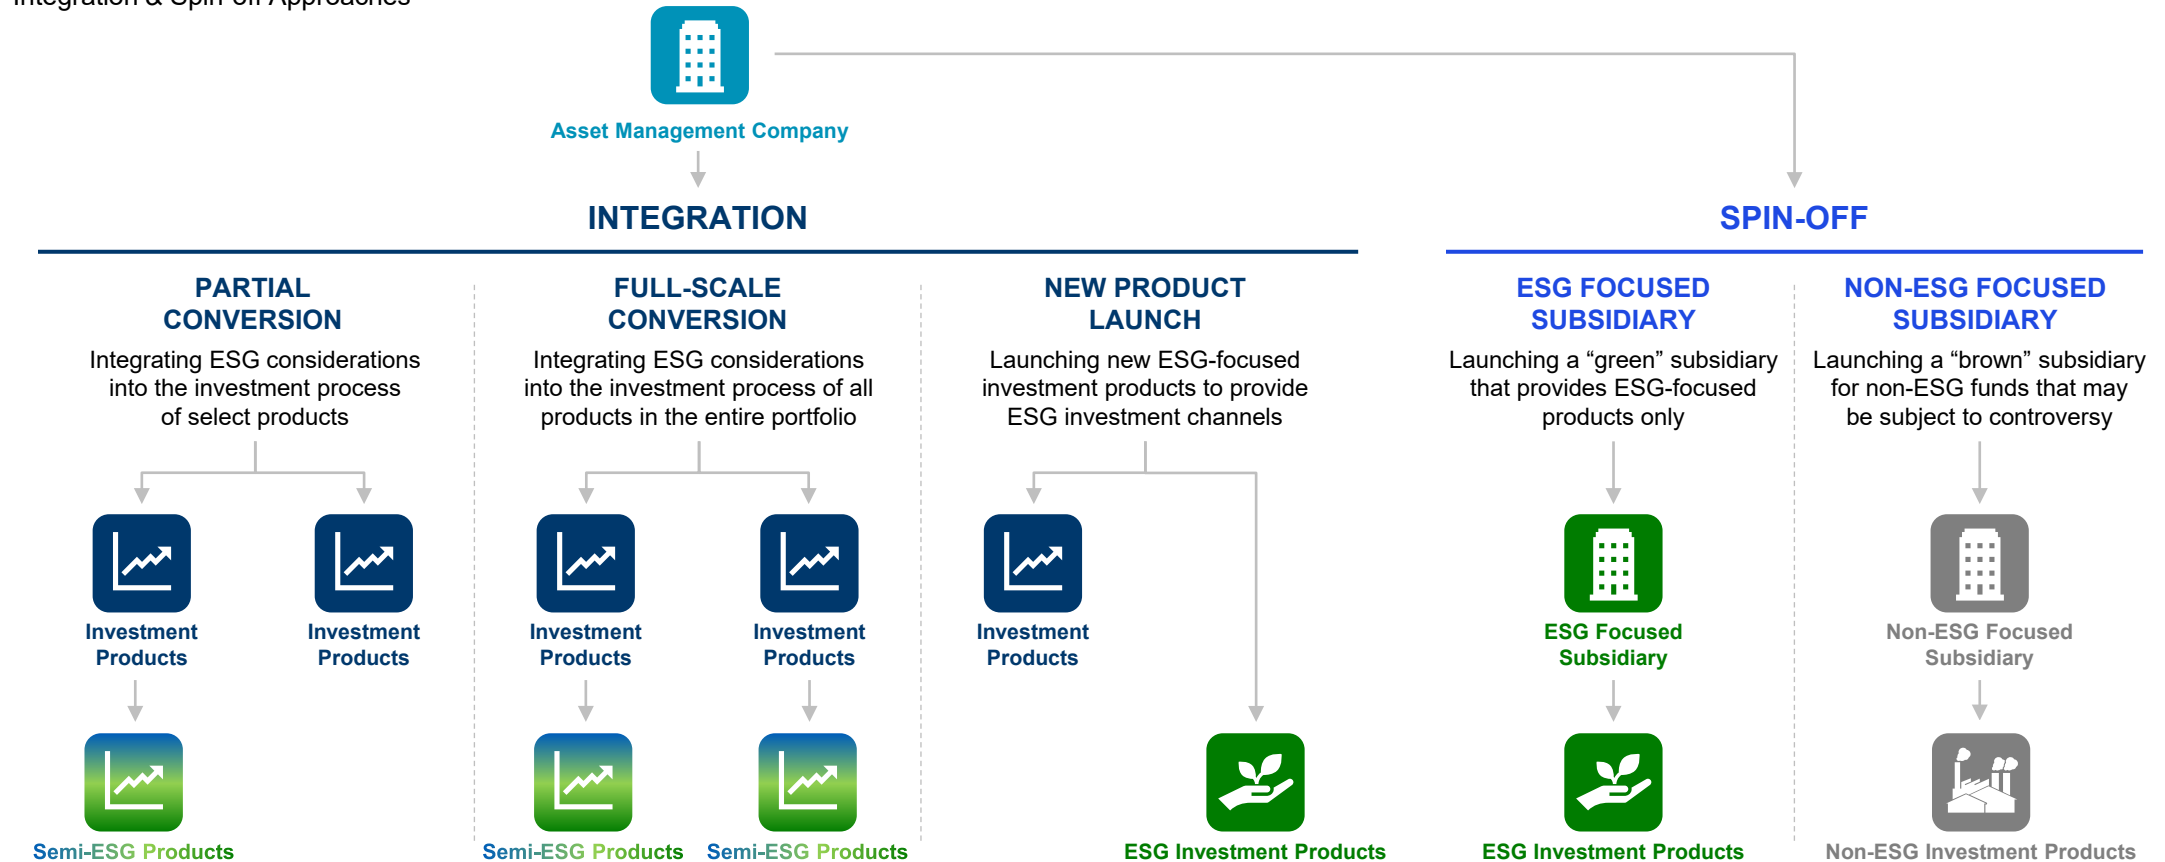 Integration & Spin-off Approaches
Asset Management Company
INTEGRATION
SPIN-OFF
PARTIAL
CONVERSION
Integrating ESG considerations
into the investment process
of select products
FULL-SCALE
CONVERSION
Integrating ESG considerations
into the investment process of all
products in the entire portfolio
NEW PRODUCT
LAUNCH
Launching new ESG-focused
investment products to provide
ESG investment channels
ESG FOCUSED
SUBSIDIARY
Launching a “green” subsidiary
that provides ESG-focused
products only
NON-ESG FOCUSED
SUBSIDIARY
Launching a “brown” subsidiary
for non-ESG funds that may
be subject to controversy
Investment
Products
Investment
Products
Investment
Products
Investment
Products
Investment
Products
ESG Focused
Subsidiary
Non-ESG Focused
Subsidiary
Semi-ESG Products
Semi-ESG Products
Semi-ESG Products
ESG Investment Products
ESG Investment Products
Non-ESG Investment Products